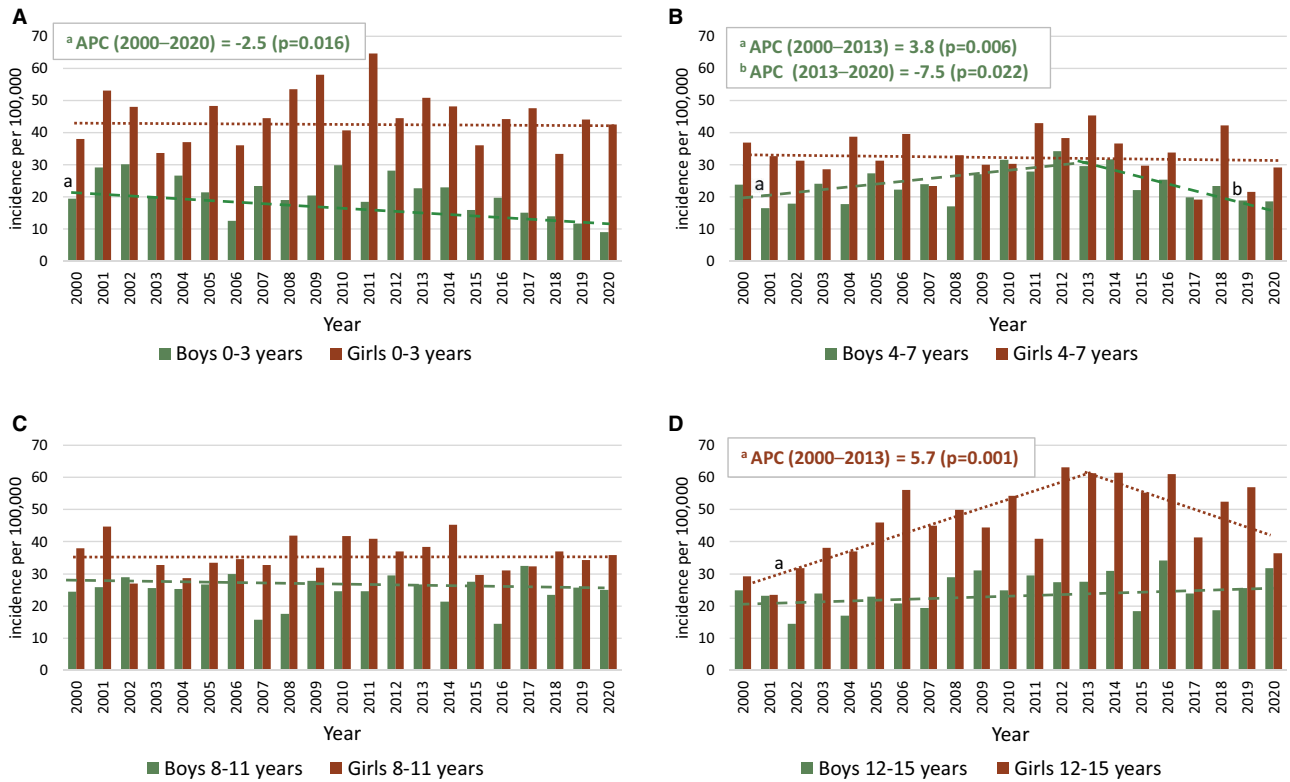 A
ᵃ APC (2000–2020) = -2.5 (p=0.016)
incidence per 100,000
70
60
50
40
30
20
10
0
a
2000 2001 2002 2003 2004 2005 2006 2007 2008 2009 2010 2011 2012 2013 2014 2015 2016 2017 2018 2019 2020
Year
Boys 0-3 years Girls 0-3 years
B
ᵃ APC (2000–2013) = 3.8 (p=0.006)
ᵇ APC (2013–2020) = -7.5 (p=0.022)
incidence per 100,000
70
60
50
40
30
20
10
0
a
b
2000 2001 2002 2003 2004 2005 2006 2007 2008 2009 2010 2011 2012 2013 2014 2015 2016 2017 2018 2019 2020
Year
Boys 4-7 years Girls 4-7 years
C
incidence per 100,000
70
60
50
40
30
20
10
0
2000 2001 2002 2003 2004 2005 2006 2007 2008 2009 2010 2011 2012 2013 2014 2015 2016 2017 2018 2019 2020
Year
Boys 8-11 years Girls 8-11 years
D
ᵃ APC (2000–2013) = 5.7 (p=0.001)
incidence per 100,000
70
60
50
40
30
20
10
0
a
2000 2001 2002 2003 2004 2005 2006 2007 2008 2009 2010 2011 2012 2013 2014 2015 2016 2017 2018 2019 2020
Year
Boys 12-15 years Girls 12-15 years